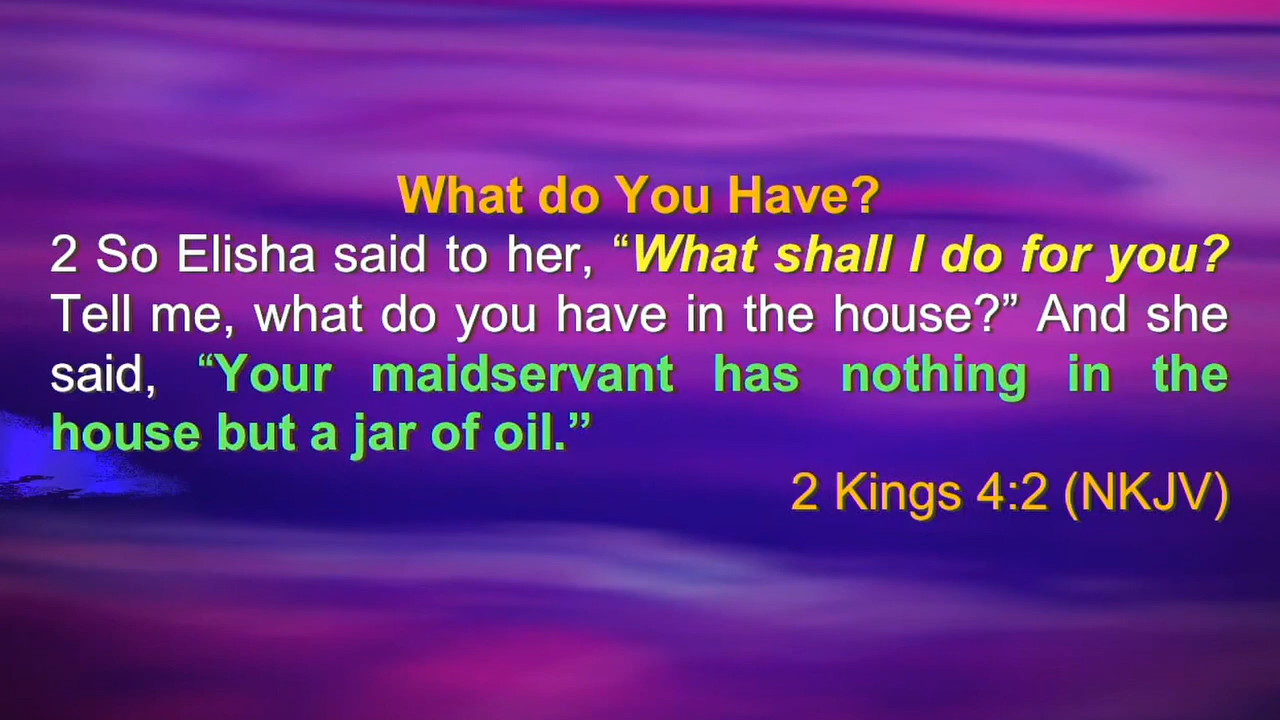 What do You Have?
2 So Elisha said to her, “What shall I do for you?
Tell me, what do you have in the house?” And she
said, “Your maidservant has nothing in the
house but a jar of oil.”
2 Kings 4:2 (NKJV)